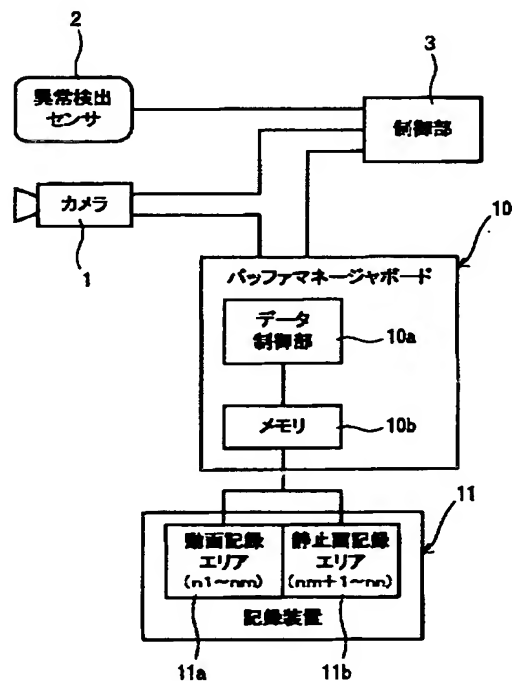 2
異常検出
センサ
3
制御部
カメラ
1
10
バッファマネージャボード
データ
制御部
10a
メモリ
10b
11
動画記録
エリア
(n1~nm)
静止画記録
エリア
(nm+1~nn)
記録装置
11a
11b